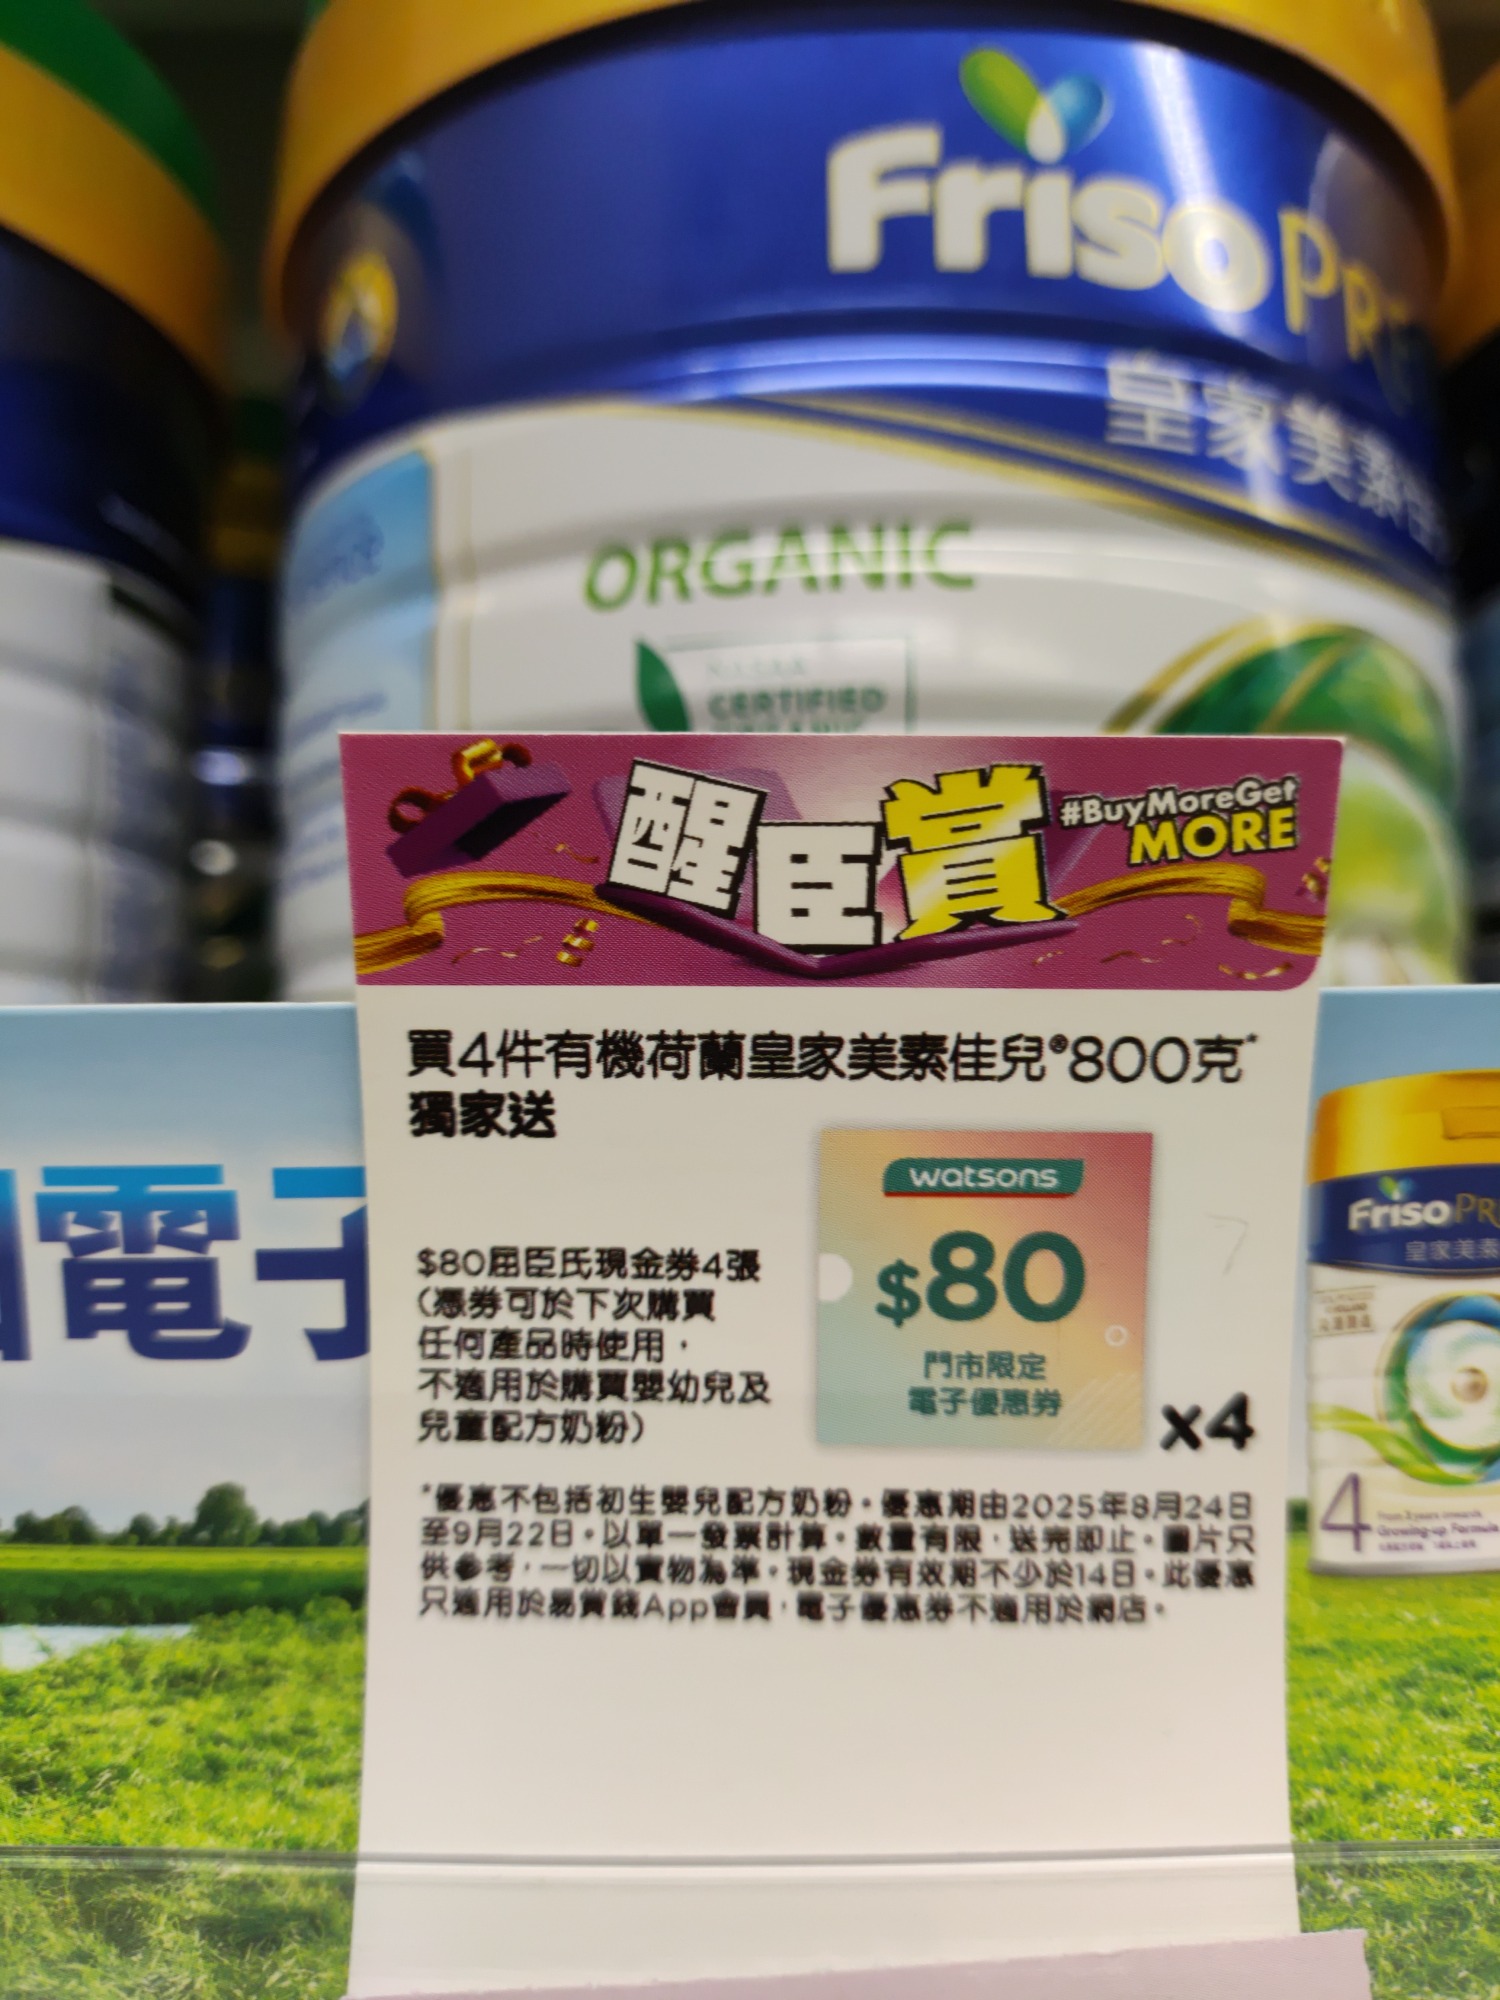 Friso PR
皇家美素佳
ORGANIC
CERTIFIED
醒臣賞
#BuyMoreGet
MORE
買4件有機荷蘭皇家美素佳兒®800克*
獨家送
watsons
$80
門市限定
電子優惠券
x4
$80屈臣氏現金券4張
(憑券可於下次購買
任何產品時使用，
不適用於購買嬰幼兒及
兒童配方奶粉)
*優惠不包括初生嬰兒配方奶粉。優惠期由2025年8月24日
至9月22日。以單一發票計算。數量有限，送完即止。圖片只
供參考，一切以實物為準。現金券有效期不少於14日。此優惠
只適用於易賞錢App會員，電子優惠券不適用於網店。
電子
Friso PR
皇家美素
4